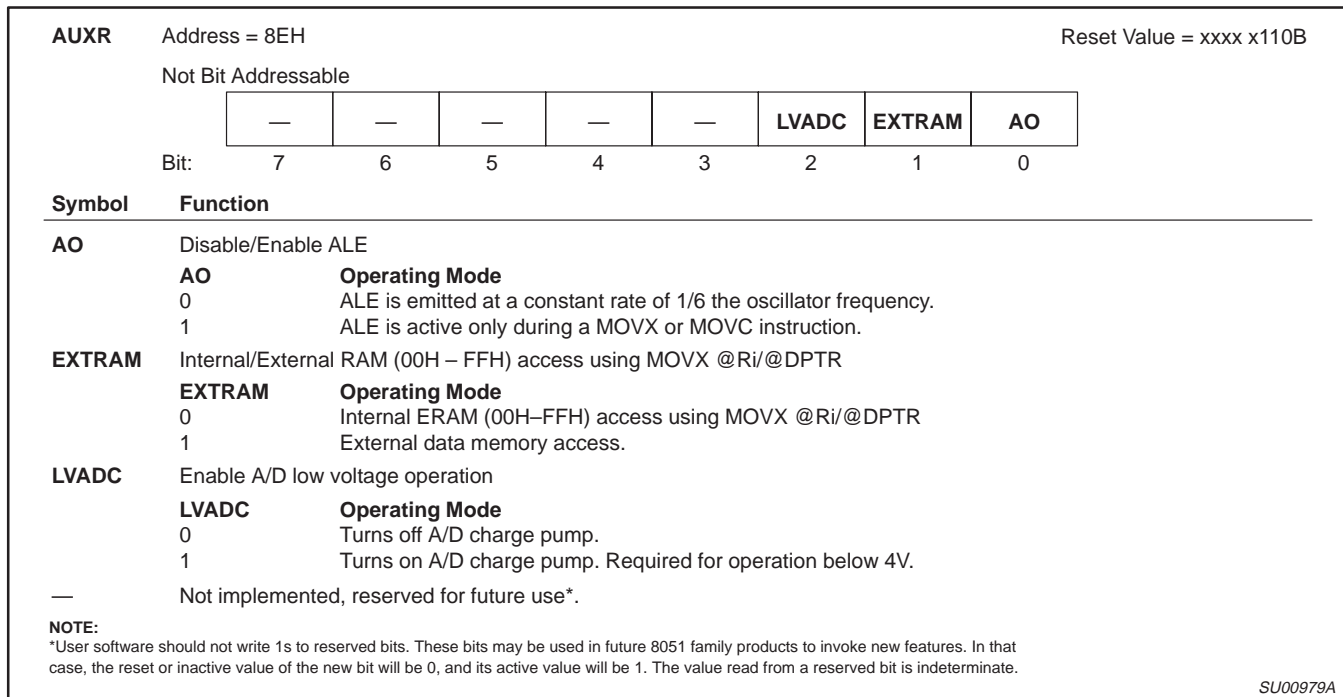 AUXR Address = 8EH Reset Value = xxxx x110B
Not Bit Addressable
— — — — — LVADC EXTRAM AO
Bit: 7 6 5 4 3 2 1 0
Symbol Function
AO Disable/Enable ALE
AO Operating Mode
0 ALE is emitted at a constant rate of 1/6 the oscillator frequency.
1 ALE is active only during a MOVX or MOVC instruction.
EXTRAM Internal/External RAM (00H – FFH) access using MOVX @Ri/@DPTR
EXTRAM Operating Mode
0 Internal ERAM (00H–FFH) access using MOVX @Ri/@DPTR
1 External data memory access.
LVADC Enable A/D low voltage operation
LVADC Operating Mode
0 Turns off A/D charge pump.
1 Turns on A/D charge pump. Required for operation below 4V.
— Not implemented, reserved for future use*.
NOTE:
*User software should not write 1s to reserved bits. These bits may be used in future 8051 family products to invoke new features. In that
case, the reset or inactive value of the new bit will be 0, and its active value will be 1. The value read from a reserved bit is indeterminate.
SU00979A